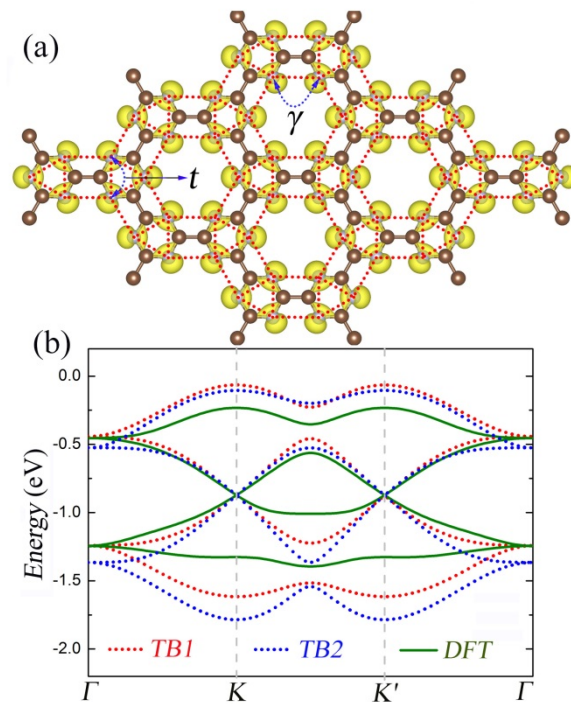 (a)
γ
t
(b)
0.0
-0.5
-1.0
-1.5
-2.0
Energy (eV)
TB1 TB2 DFT
Γ K K' Γ